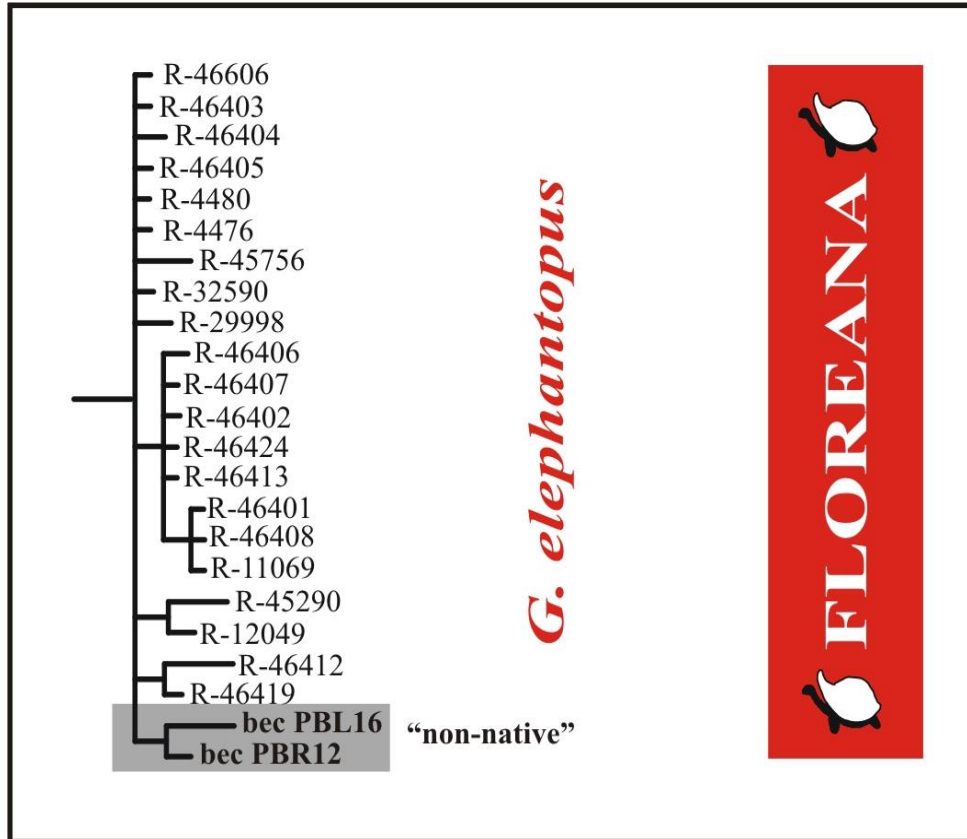 R-46606
R-46403
R-46404
R-46405
R-4480
R-4476
R-45756
R-32590
R-29998
R-46406
R-46407
R-46402
R-46424
R-46413
R-46401
R-46408
R-11069
R-45290
R-12049
R-46412
R-46419
bec PBL16
bec PBR12
“non-native”
G. elephantopus
FLOREANA